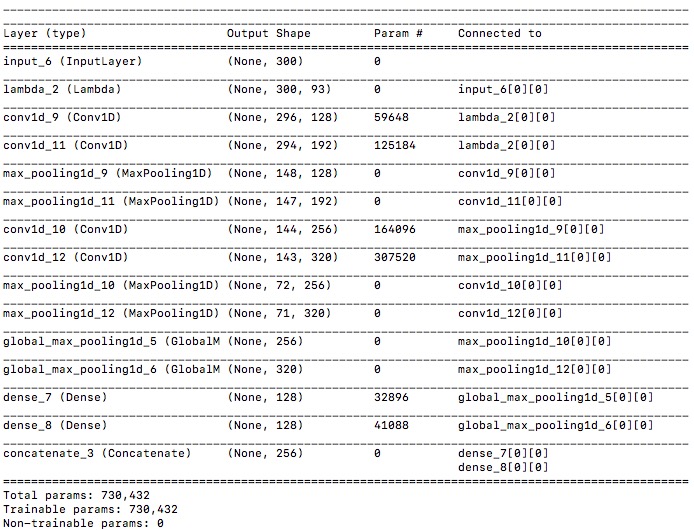 Layer (type) Output Shape Param # Connected to
input_6 (InputLayer) (None, 300) 0
lambda_2 (Lambda) (None, 300, 93) 0 input_6[0][0]
conv1d_9 (Conv1D) (None, 296, 128) 59648 lambda_2[0][0]
conv1d_11 (Conv1D) (None, 294, 192) 125184 lambda_2[0][0]
max_pooling1d_9 (MaxPooling1D) (None, 148, 128) 0 conv1d_9[0][0]
max_pooling1d_11 (MaxPooling1D) (None, 147, 192) 0 conv1d_11[0][0]
conv1d_10 (Conv1D) (None, 144, 256) 164096 max_pooling1d_9[0][0]
conv1d_12 (Conv1D) (None, 143, 320) 307520 max_pooling1d_11[0][0]
max_pooling1d_10 (MaxPooling1D) (None, 72, 256) 0 conv1d_10[0][0]
max_pooling1d_12 (MaxPooling1D) (None, 71, 320) 0 conv1d_12[0][0]
global_max_pooling1d_5 (GlobalM (None, 256) 0 max_pooling1d_10[0][0]
global_max_pooling1d_6 (GlobalM (None, 320) 0 max_pooling1d_12[0][0]
dense_7 (Dense) (None, 128) 32896 global_max_pooling1d_5[0][0]
dense_8 (Dense) (None, 128) 41088 global_max_pooling1d_6[0][0]
concatenate_3 (Concatenate) (None, 256) 0 dense_7[0][0]
dense_8[0][0]
Total params: 730,432
Trainable params: 730,432
Non-trainable params: 0